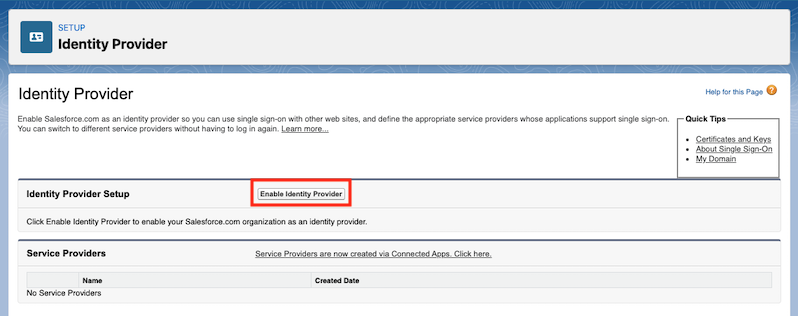 SETUP
Identity Provider
Identity Provider
Help for this Page
Enable Salesforce.com as an identity provider so you can use single sign-on with other web sites, and define the appropriate service providers whose applications support single sign-on.
You can switch to different service providers without having to log in again. Learn more...
Quick Tips
Certificates and Keys
About Single Sign-On
My Domain
Identity Provider Setup
Enable Identity Provider
Click Enable Identity Provider to enable your Salesforce.com organization as an identity provider.
Service Providers
Service Providers are now created via Connected Apps. Click here.
Name Created Date
No Service Providers